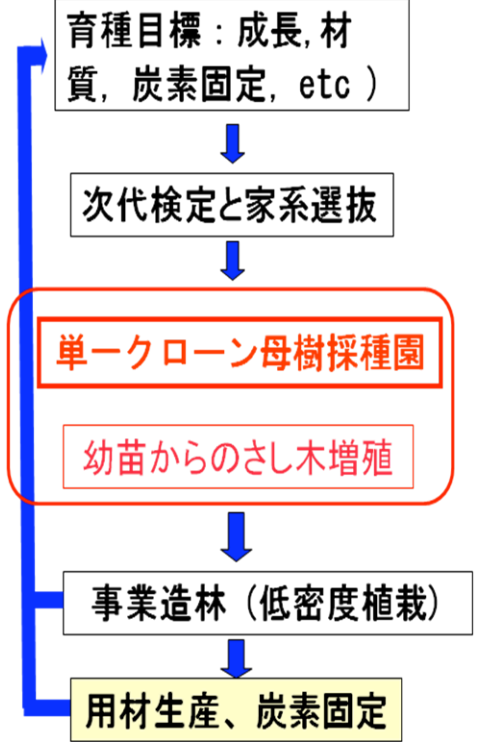 育種目標：成長,材
質,炭素固定,etc）
次代検定と家系選抜
単一クローン母樹採種園
幼苗からのさし木増殖
事業造林（低密度植栽）
用材生産、炭素固定